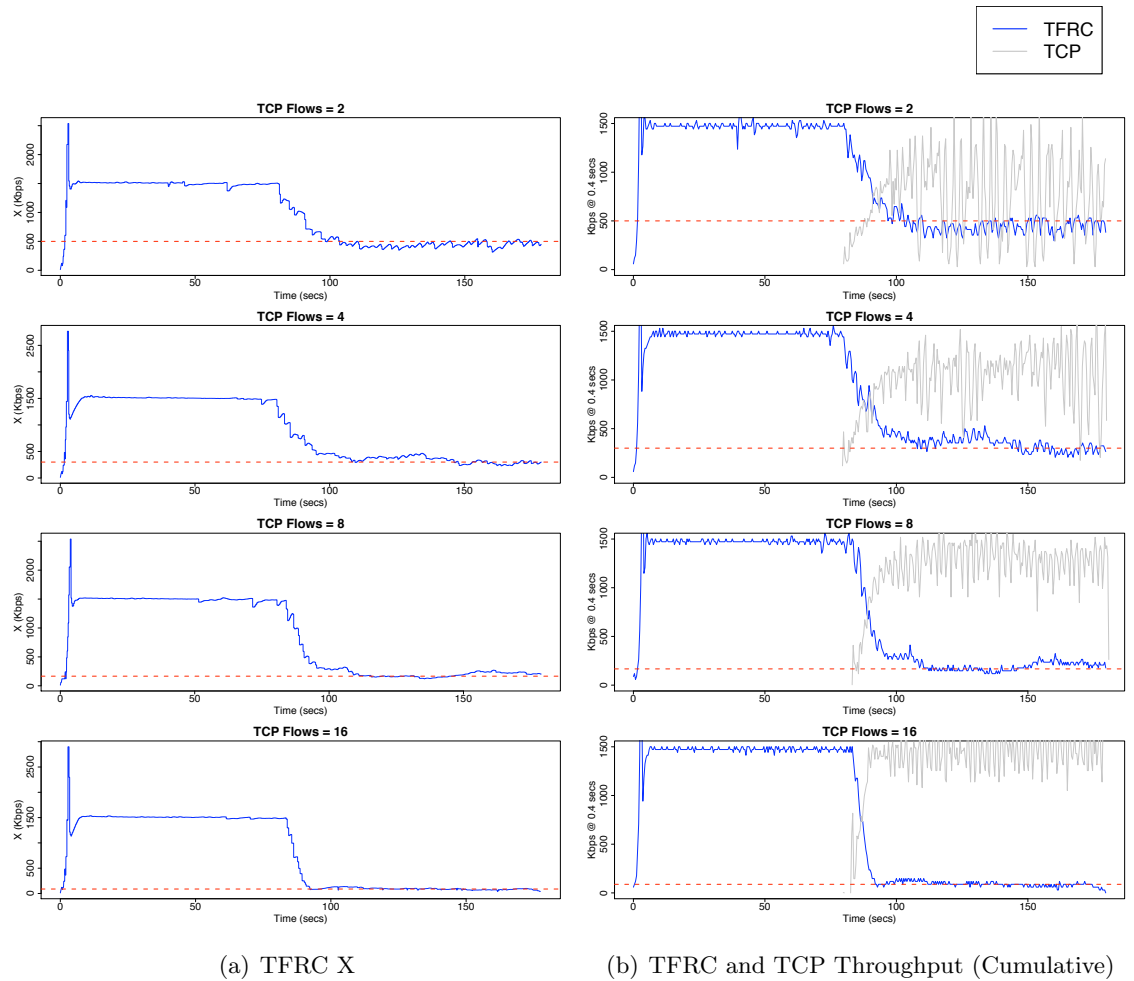 TFRC
TCP
TCP Flows = 2
X (Kbps)
0 500 1500 2000
0 50 100 150
Time (secs)
TCP Flows = 2
Kbps @ 0.4 secs
0 500 1000 1500
0 50 100 150
Time (secs)
TCP Flows = 4
X (Kbps)
0 500 1500 2500
0 50 100 150
Time (secs)
TCP Flows = 4
Kbps @ 0.4 secs
0 500 1000 1500
0 50 100 150
Time (secs)
TCP Flows = 8
X (Kbps)
0 500 1500 2000
0 50 100 150
Time (secs)
TCP Flows = 8
Kbps @ 0.4 secs
0 500 1000 1500
0 50 100 150
Time (secs)
TCP Flows = 16
X (Kbps)
0 500 1500 2500
0 50 100 150
Time (secs)
TCP Flows = 16
Kbps @ 0.4 secs
0 500 1000 1500
0 50 100 150
Time (secs)
(a) TFRC X
(b) TFRC and TCP Throughput (Cumulative)